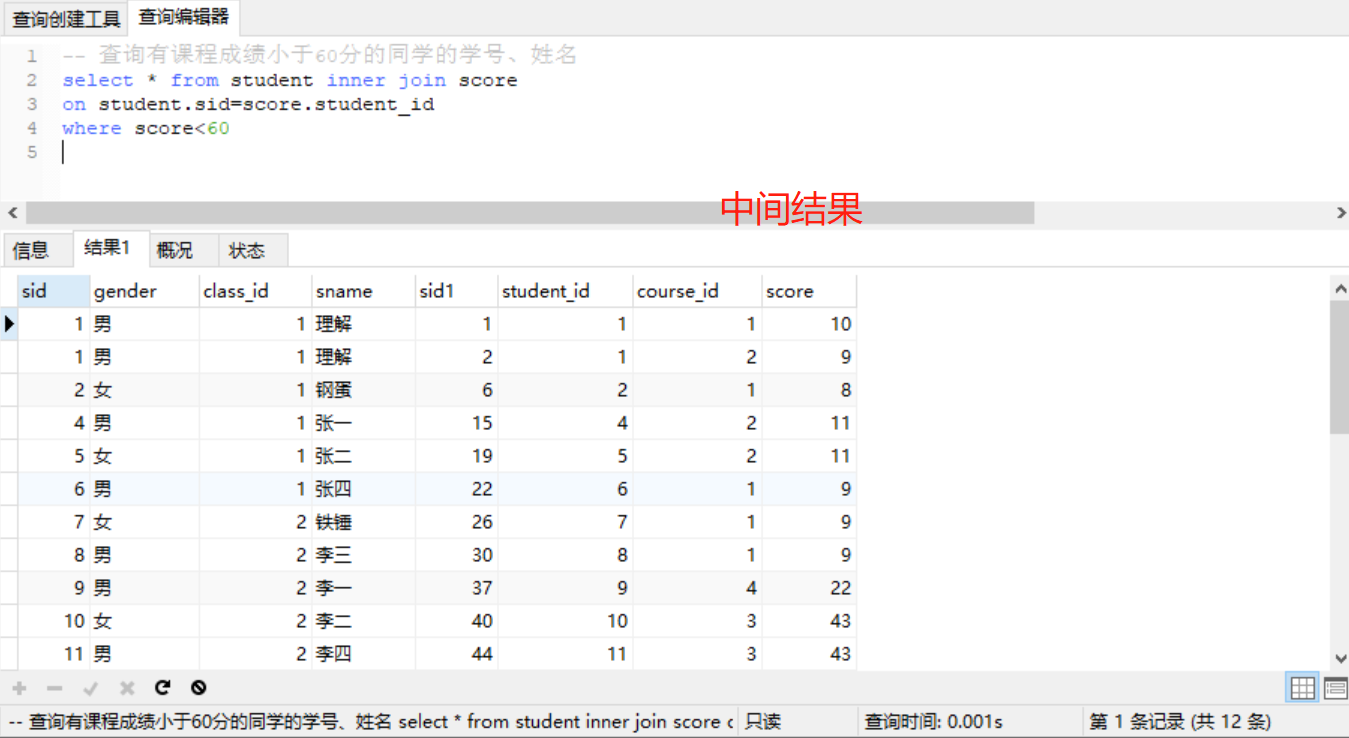 查询创建工具 查询编辑器
1 -- 查询有课程成绩小于60分的同学的学号、姓名
2 select * from student inner join score
3 on student.sid=score.student_id
4 where score<60
5
中间结果
信息 结果1 概况 状态
sid gender class_id sname sid1 student_id course_id score
1 男 1 理解 1 1 1 10
1 男 1 理解 2 1 2 9
2 女 1 钢蛋 6 2 1 8
4 男 1 张一 15 4 2 11
5 女 1 张二 19 5 2 11
6 男 1 张四 22 6 1 9
7 女 2 铁锤 26 7 1 9
8 男 2 李三 30 8 1 9
9 男 2 李一 37 9 4 22
10 女 2 李二 40 10 3 43
11 男 2 李四 44 11 3 43
-- 查询有课程成绩小于60分的同学的学号、姓名 select * from student inner join score c 只读 查询时间: 0.001s 第 1 条记录 (共 12 条)